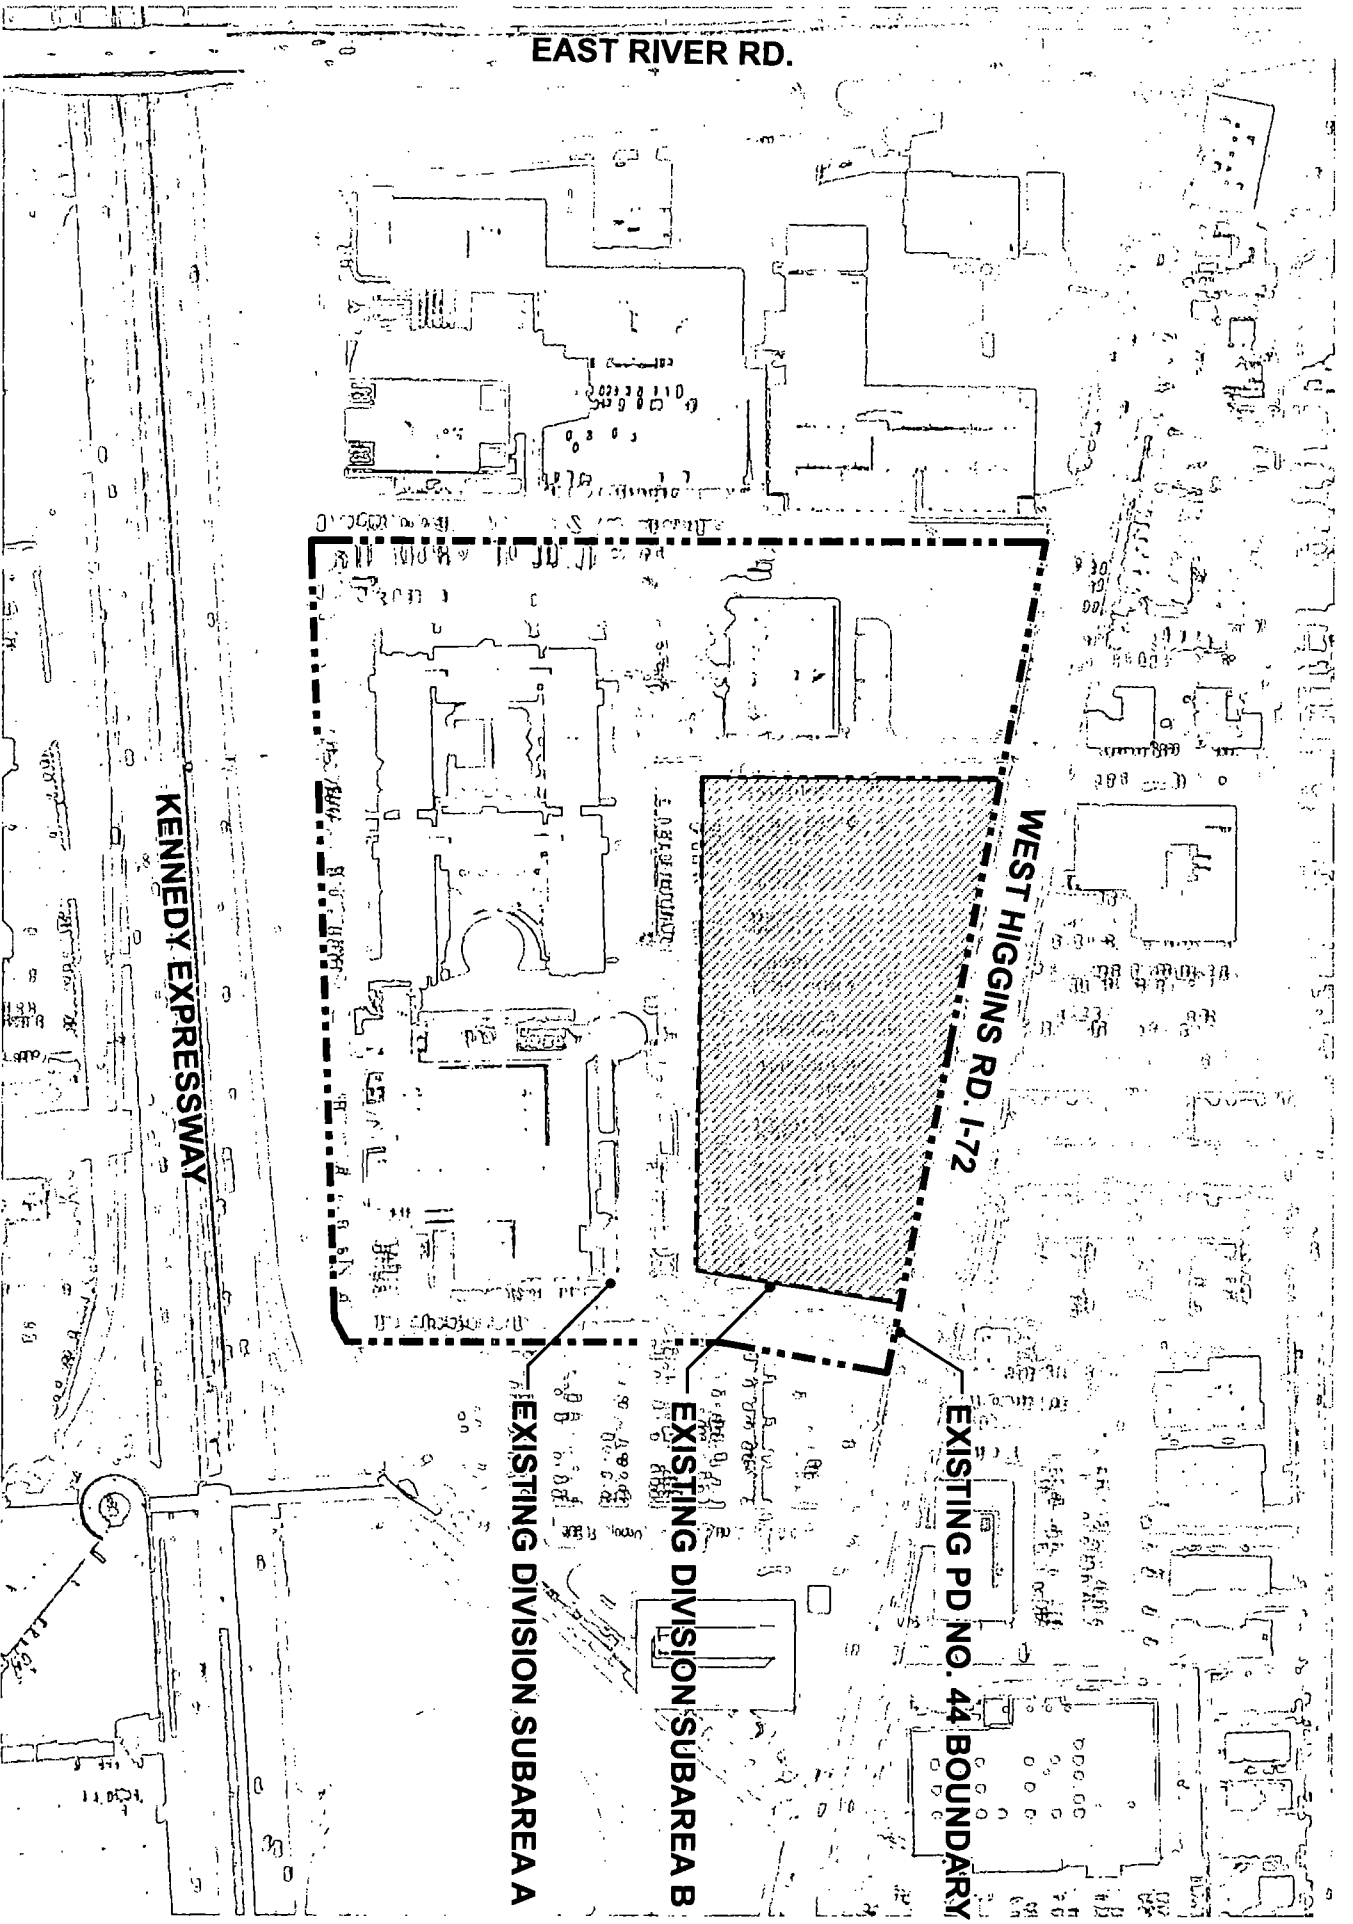 EAST RIVER RD.
WEST HIGGINS RD. I-72
KENNEDY EXPRESSWAY
EXISTING PD NO. 44 BOUNDARY
EXISTING DIVISION SUBAREA B
EXISTING DIVISION SUBAREA A